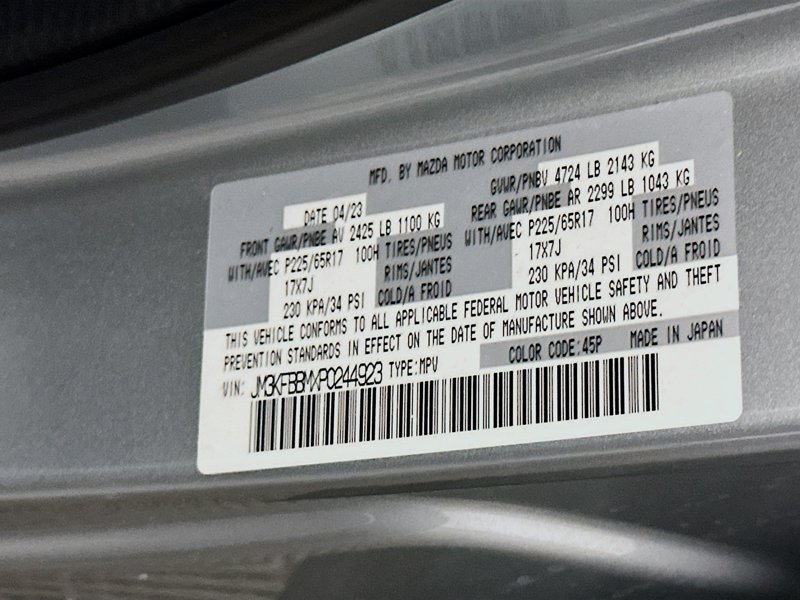 MFD. BY MAZDA MOTOR CORPORATION
DATE 04/23 GVWR/PNBV 4724 LB 2143 KG
FRONT GAWR/PNBE AV 2425 LB 1100 KG REAR GAWR/PNBE AR 2299 LB 1043 KG
WITH/AVEC P225/65R17 100H TIRES/PNEUS WITH/AVEC P225/65R17 100H TIRES/PNEUS
17X7J RIMS/JANTES 17X7J RIMS/JANTES
230 KPA/34 PSI COLD/A FROID 230 KPA/34 PSI COLD/A FROID
THIS VEHICLE CONFORMS TO ALL APPLICABLE FEDERAL MOTOR VEHICLE SAFETY AND THEFT
PREVENTION STANDARDS IN EFFECT ON THE DATE OF MANUFACTURE SHOWN ABOVE.
COLOR CODE:45P MADE IN JAPAN
VIN: JM3KFBBMXP0244923 TYPE:MPV